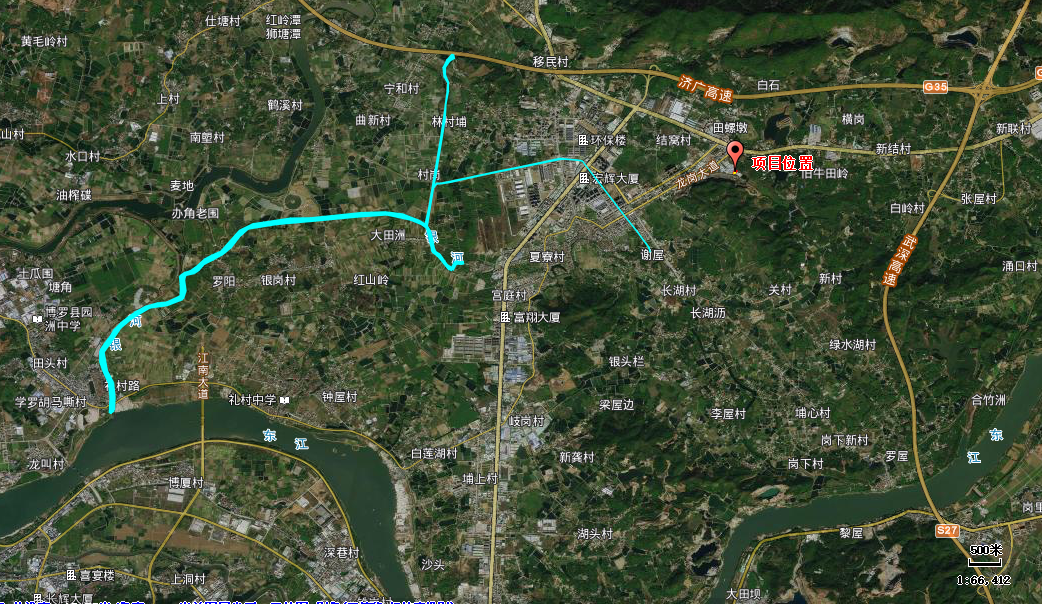 仕塘村
红岭潭
狮塘潭
黄毛岭村
移民村
济广高速
白石
G35
宁和村
上村
鹤溪村
曲新村
林村埔
田螺墩
横岗
新联村
南塱村
环保楼
结窝村
新结村
水口村
项目位置
田牛田岭
村
龙岗大道
宏辉大厦
麦地
油榨碟
办角老围
白岭村
张屋村
大田洲
银
河
武深高速
夏寮村
谢屋
土瓜围
塘角
罗阳
银岗村
红山岭
涌口村
新村
关村
长湖村
宫庭村
博罗县园
洲中学
河
银
富翔大厦
长湖沥
绿水湖村
田头村
江南大道
银头栏
村路
学罗胡马嘶村
礼村中学
钟屋村
梁屋边
李屋村
埔心村
合竹洲
岐岗村
东
江
岗下新村
东
江
龙叫村
白莲湖村
新龚村
岗下村
罗屋
博厦村
埔上村
岗里
S27
湖头村
黎屋
500米
深巷村
沙头
喜宴楼
上洞村
1:66,412
大田坝
长辉大厦